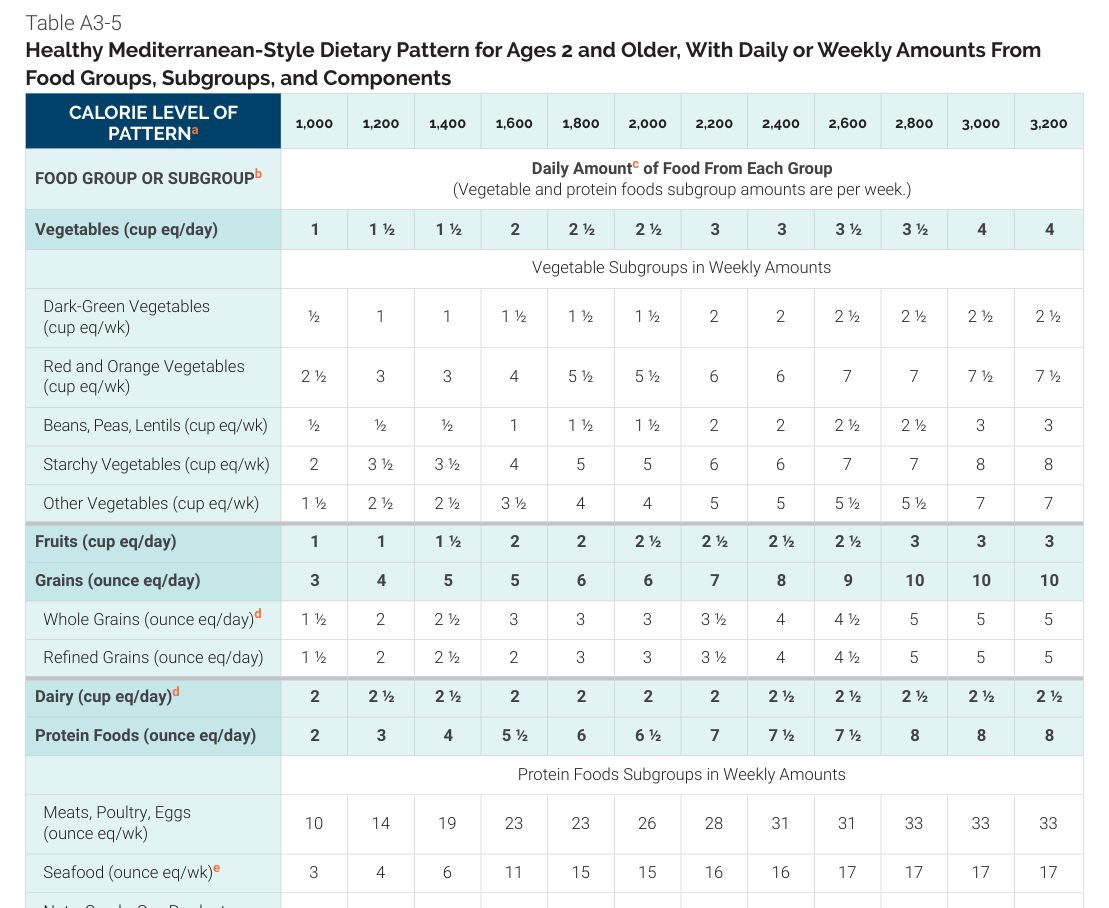 Table A3-5
Healthy Mediterranean-Style Dietary Pattern for Ages 2 and Older, With Daily or Weekly Amounts From
Food Groups, Subgroups, and Components
CALORIE LEVEL OF
PATTERNa 1,000 1,200 1,400 1,600 1,800 2,000 2,200 2,400 2,600 2,800 3,000 3,200
FOOD GROUP OR SUBGROUPb
Daily Amountc of Food From Each Group
(Vegetable and protein foods subgroup amounts are per week.)
Vegetables (cup eq/day) 1 1 ½ 1 ½ 2 2 ½ 2 ½ 3 3 3 ½ 3 ½ 4 4
Vegetable Subgroups in Weekly Amounts
Dark-Green Vegetables
(cup eq/wk) ½ 1 1 1 ½ 1 ½ 1 ½ 2 2 2 ½ 2 ½ 2 ½ 2 ½
Red and Orange Vegetables
(cup eq/wk) 2 ½ 3 3 4 5 ½ 5 ½ 6 6 7 7 7 ½ 7 ½
Beans, Peas, Lentils (cup eq/wk) ½ ½ ½ 1 1 ½ 1 ½ 2 2 2 ½ 2 ½ 3 3
Starchy Vegetables (cup eq/wk) 2 3 ½ 3 ½ 4 5 5 6 6 7 7 8 8
Other Vegetables (cup eq/wk) 1 ½ 2 ½ 2 ½ 3 ½ 4 4 5 5 5 ½ 5 ½ 7 7
Fruits (cup eq/day) 1 1 1 ½ 2 2 2 ½ 2 ½ 2 ½ 2 ½ 3 3 3
Grains (ounce eq/day) 3 4 5 5 6 6 7 8 9 10 10 10
Whole Grains (ounce eq/day)d 1 ½ 2 2 ½ 3 3 3 3 ½ 4 4 ½ 5 5 5
Refined Grains (ounce eq/day) 1 ½ 2 2 ½ 2 3 3 3 ½ 4 4 ½ 5 5 5
Dairy (cup eq/day)d 2 2 ½ 2 ½ 2 2 2 2 2 ½ 2 ½ 2 ½ 2 ½ 2 ½
Protein Foods (ounce eq/day) 2 3 4 5 ½ 6 6 ½ 7 7 ½ 7 ½ 8 8 8
Protein Foods Subgroups in Weekly Amounts
Meats, Poultry, Eggs
(ounce eq/wk) 10 14 19 23 23 26 28 31 31 33 33 33
Seafood (ounce eq/wk)e 3 4 6 11 15 15 16 16 17 17 17 17